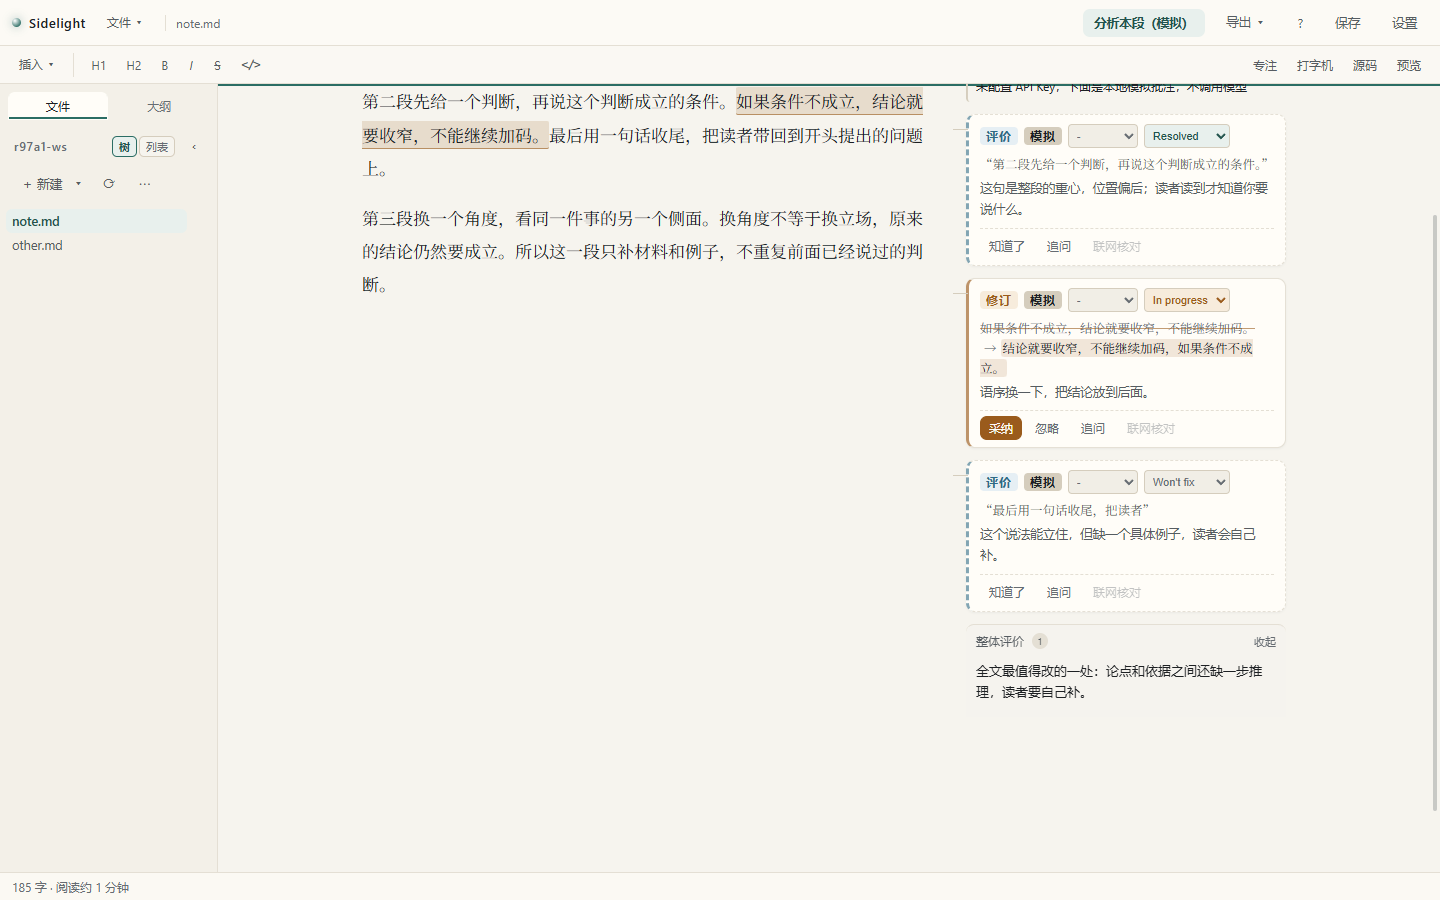 Sidelight 文件 note.md 分析本段（模拟） 导出 ? 保存 设置
插入 H1 H2 B I S </> 专注 打字机 源码 预览
文件 大纲
r97a1-ws 树 列表
+ 新建 ...
note.md
other.md
第二段先给一个判断，再说这个判断成立的条件。如果条件不成立，结论就
要收窄，不能继续加码。最后用一句话收尾，把读者带回到开头提出的问题
上。
第三段换一个角度，看同一件事的另一个侧面。换角度不等于换立场，原来
的结论仍然要成立。所以这一段只补材料和例子，不重复前面已经说过的判
断。
未配置 API Key，下面是本地模拟批注，不调用模型
评价 模拟 - Resolved
“第二段先给一个判断，再说这个判断成立的条件。”
这句是整段的重心，位置偏后；读者读到才知道你要
说什么。
知道了 追问 联网核对
修订 模拟 - In progress
如果条件不成立，结论就要收窄，不能继续加码。
→ 结论就要收窄，不能继续加码，如果条件不成
立。
语序换一下，把结论放到后面。
采纳 忽略 追问 联网核对
评价 模拟 - Won't fix
“最后用一句话收尾，把读者”
这个说法能立住，但缺一个具体例子，读者会自己
补。
知道了 追问 联网核对
整体评价 1 收起
全文最值得改的一处：论点和依据之间还缺一步推
理，读者要自己补。
185 字 · 阅读约 1 分钟